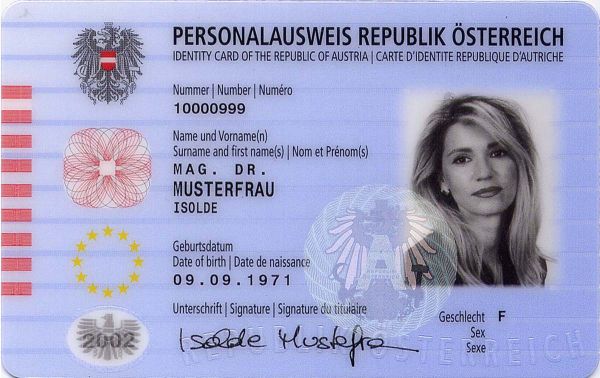 PERSONALAUSWEIS REPUBLIK ÖSTERREICH
IDENTITY CARD OF THE REPUBLIC OF AUSTRIA | CARTE D'IDENTITE REPUBLIQUE D'AUTRICHE
Nummer | Number | Numéro
10000999
Name und Vorname(n)
Surname and first name(s) | Nom et Prénom(s)
MAG. DR.
MUSTERFRAU
ISOLDE
Geburtsdatum
Date of birth | Date de naissance
09.09.1971
Unterschrift | Signature | Signature du titulaire
Isolde Musterfra
Geschlecht F
Sex
Sexe
2002
REPUBLIK ÖSTERREICH